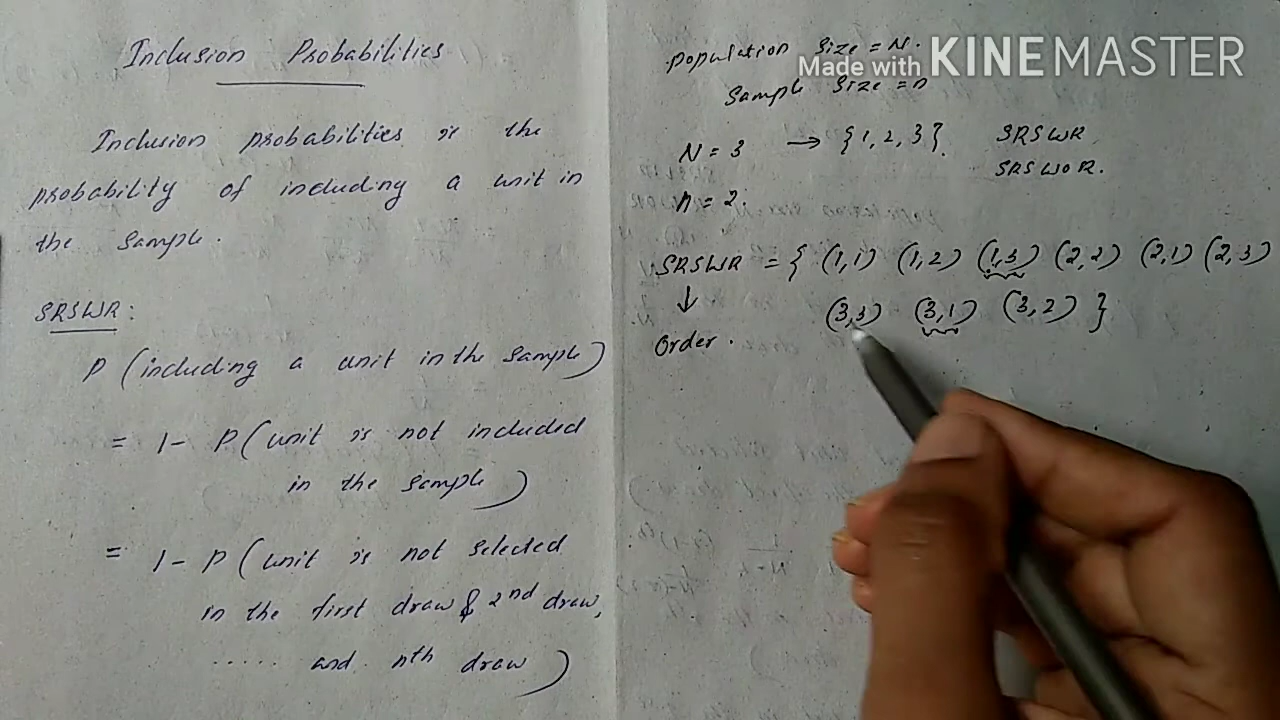 Inclusion Probabilities
Inclusion probabilities is the
probability of including a unit in
the sample.
SRSWR:
P (including a unit in the sample)
= 1 - P (unit is not included
in the sample)
= 1 - P (unit is not selected
in the first draw & 2nd draw,
..... and nth draw)
Population Size = N.
Made with KINEMASTER
Sample Size = n
N = 3 → {1, 2, 3}. SRSWR
SRSWOR.
n = 2.
SRSWR = { (1,1) (1,2) (1,3) (2,2) (2,1) (2,3)
(3,3) (3,1) (3,2) }
↓
Order.